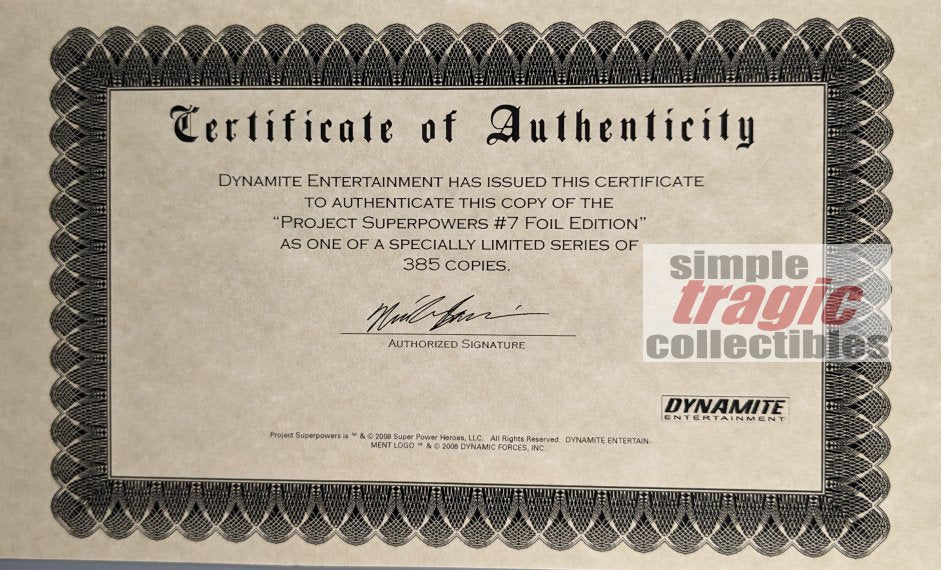 Certificate of Authenticity
DYNAMITE ENTERTAINMENT HAS ISSUED THIS CERTIFICATE
TO AUTHENTICATE THIS COPY OF THE
“PROJECT SUPERPOWERS #7 FOIL EDITION”
AS ONE OF A SPECIALLY LIMITED SERIES OF
385 COPIES.
simple
tragic
collectibles
AUTHORIZED SIGNATURE
DYNAMITE
ENTERTAINMENT
Project Superpowers is ™ & © 2008 Super Power Heroes, LLC. All Rights Reserved. DYNAMITE ENTERTAIN-
MENT LOGO ™ & © 2008 DYNAMIC FORCES, INC.